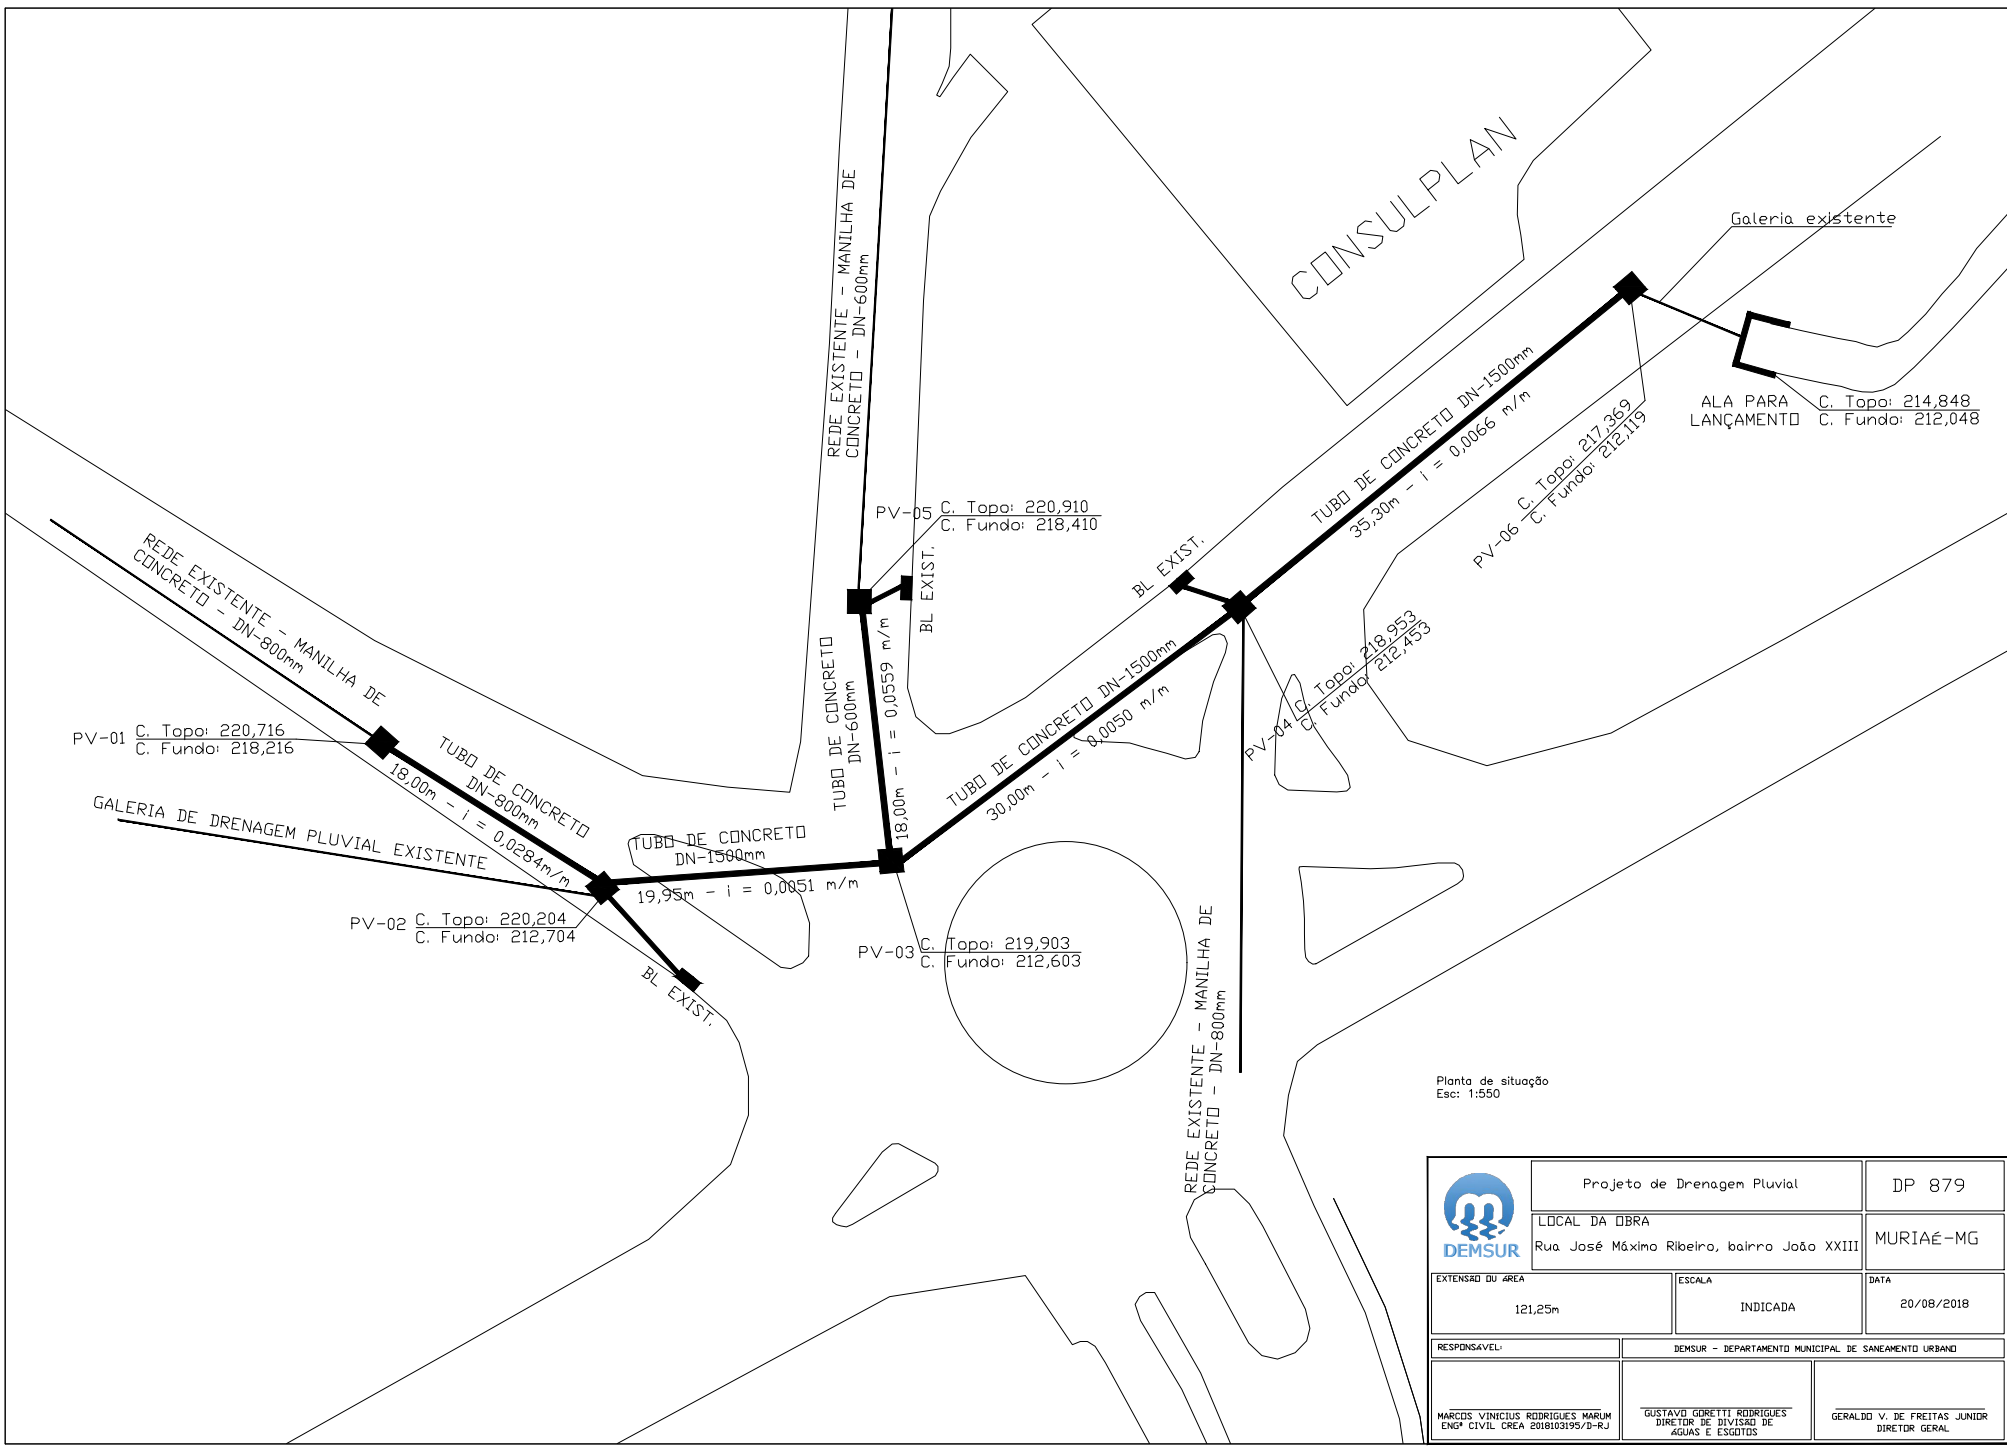 CONSULPLAN
Galeria existente
REDE EXISTENTE - MANILHA DE
CONCRETO - DN-600mm
ALA PARA
LANÇAMENTO
C. Topo: 214,848
C. Fundo: 212,048
TUBO DE CONCRETO DN-1500mm
35,30m - i = 0,0066 m/m
PV-06
C. Topo: 217,369
C. Fundo: 212,119
PV-05
C. Topo: 220,910
C. Fundo: 218,410
BL EXIST.
BL EXIST.
REDE EXISTENTE - MANILHA DE
CONCRETO - DN-800mm
TUBO DE CONCRETO
DN-600mm
18,00m - i = 0,0559 m/m
TUBO DE CONCRETO DN-1500mm
30,00m - i = 0,0050 m/m
PV-04
C. Topo: 218,953
C. Fundo: 212,453
PV-01
C. Topo: 220,716
C. Fundo: 218,216
TUBO DE CONCRETO
DN-800mm
18,00m - i = 0,0284m/m
GALERIA DE DRENAGEM PLUVIAL EXISTENTE
TUBO DE CONCRETO
DN-1500mm
19,95m - i = 0,0051 m/m
PV-02
C. Topo: 220,204
C. Fundo: 212,704
PV-03
C. Topo: 219,903
C. Fundo: 212,603
BL EXIST.
REDE EXISTENTE - MANILHA DE
CONCRETO - DN-800mm
Planta de situação
Esc: 1:550
DEMSUR
Projeto de Drenagem Pluvial
DP 879
LOCAL DA OBRA
Rua José Máximo Ribeiro, bairro João XXIII
MURIAÉ-MG
EXTENSÃO OU ÁREA
121,25m
ESCALA
INDICADA
DATA
20/08/2018
RESPONSÁVEL:
DEMSUR - DEPARTAMENTO MUNICIPAL DE SANEAMENTO URBANO
MARCOS VINICIUS RODRIGUES MARUM
ENGº CIVIL CREA 2018103195/D-RJ
GUSTAVO GORETTI RODRIGUES
DIRETOR DE DIVISÃO DE
ÁGUAS E ESGOTOS
GERALDO V. DE FREITAS JUNIOR
DIRETOR GERAL